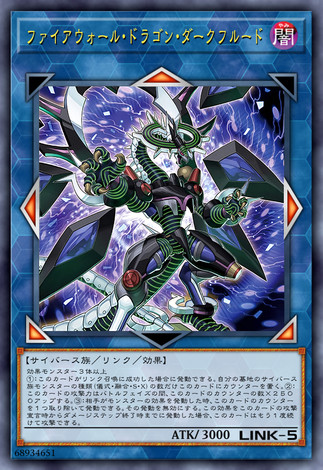 ファイアウォール・ドラゴン・ダークフルード
やみ
闇
【サイバース族／リンク／効果】
効果モンスター３体以上
①：このカードがリンク召喚に成功した場合に発動できる。自分の墓地のサイバース
族モンスターの種類（儀式・融合・Ｓ・Ｘ）の数だけこのカードにカウンターを置く。②：
このカードの攻撃力はバトルフェイズの間、このカードのカウンターの数×２５０
０アップする。③：相手がモンスターの効果を発動した時、このカードのカウンター
を１つ取り除いて発動できる。その発動を無効にする。この効果をこのカードの攻撃
宣言時からダメージステップ終了時までに発動した場合、このカードはもう１度続
けて攻撃できる。
ATK/ 3000 LINK-5
68934651